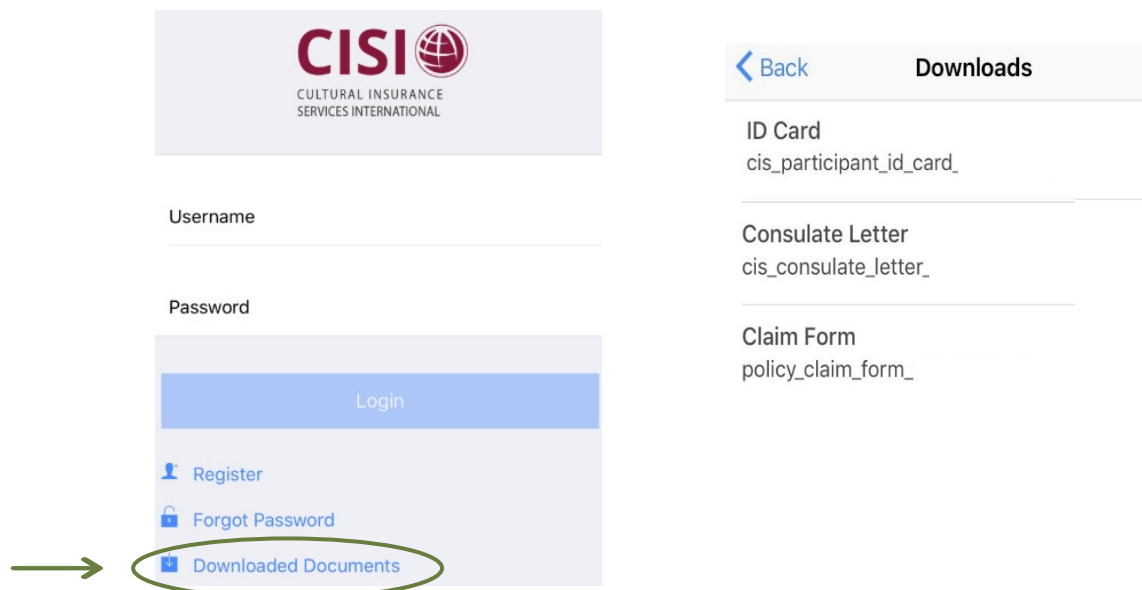 CISI
CULTURAL INSURANCE
SERVICES INTERNATIONAL
Username
Password
Login
Register
Forgot Password
Downloaded Documents
Back
Downloads
ID Card
cis_participant_id_card_
Consulate Letter
cis_consulate_letter_
Claim Form
policy_claim_form_